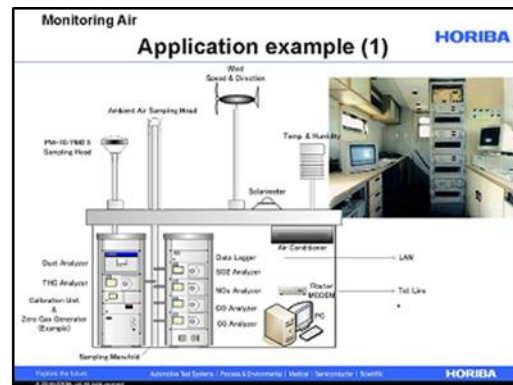 Monitoring Air
Application example (1)
HORIBA
Wind
Speed & Direction
Ambient Air Sampling Head
PM-10/PM2.5
Sampling Head
Temp. & Humidity
Solarimeter
Air Conditioner
Dust Analyzer
THC Analyzer
Calibration Unit
&
Zero Gas Generator
(Example)
Sampling Manifold
Data Logger
SO2 Analyzer
NOx Analyzer
CO Analyzer
O3 Analyzer
LAN
Router
MODEM
Tel. Line
PC
Explore the future
Automotive Test Systems | Process & Environmental | Medical | Semiconductor | Scientific
HORIBA